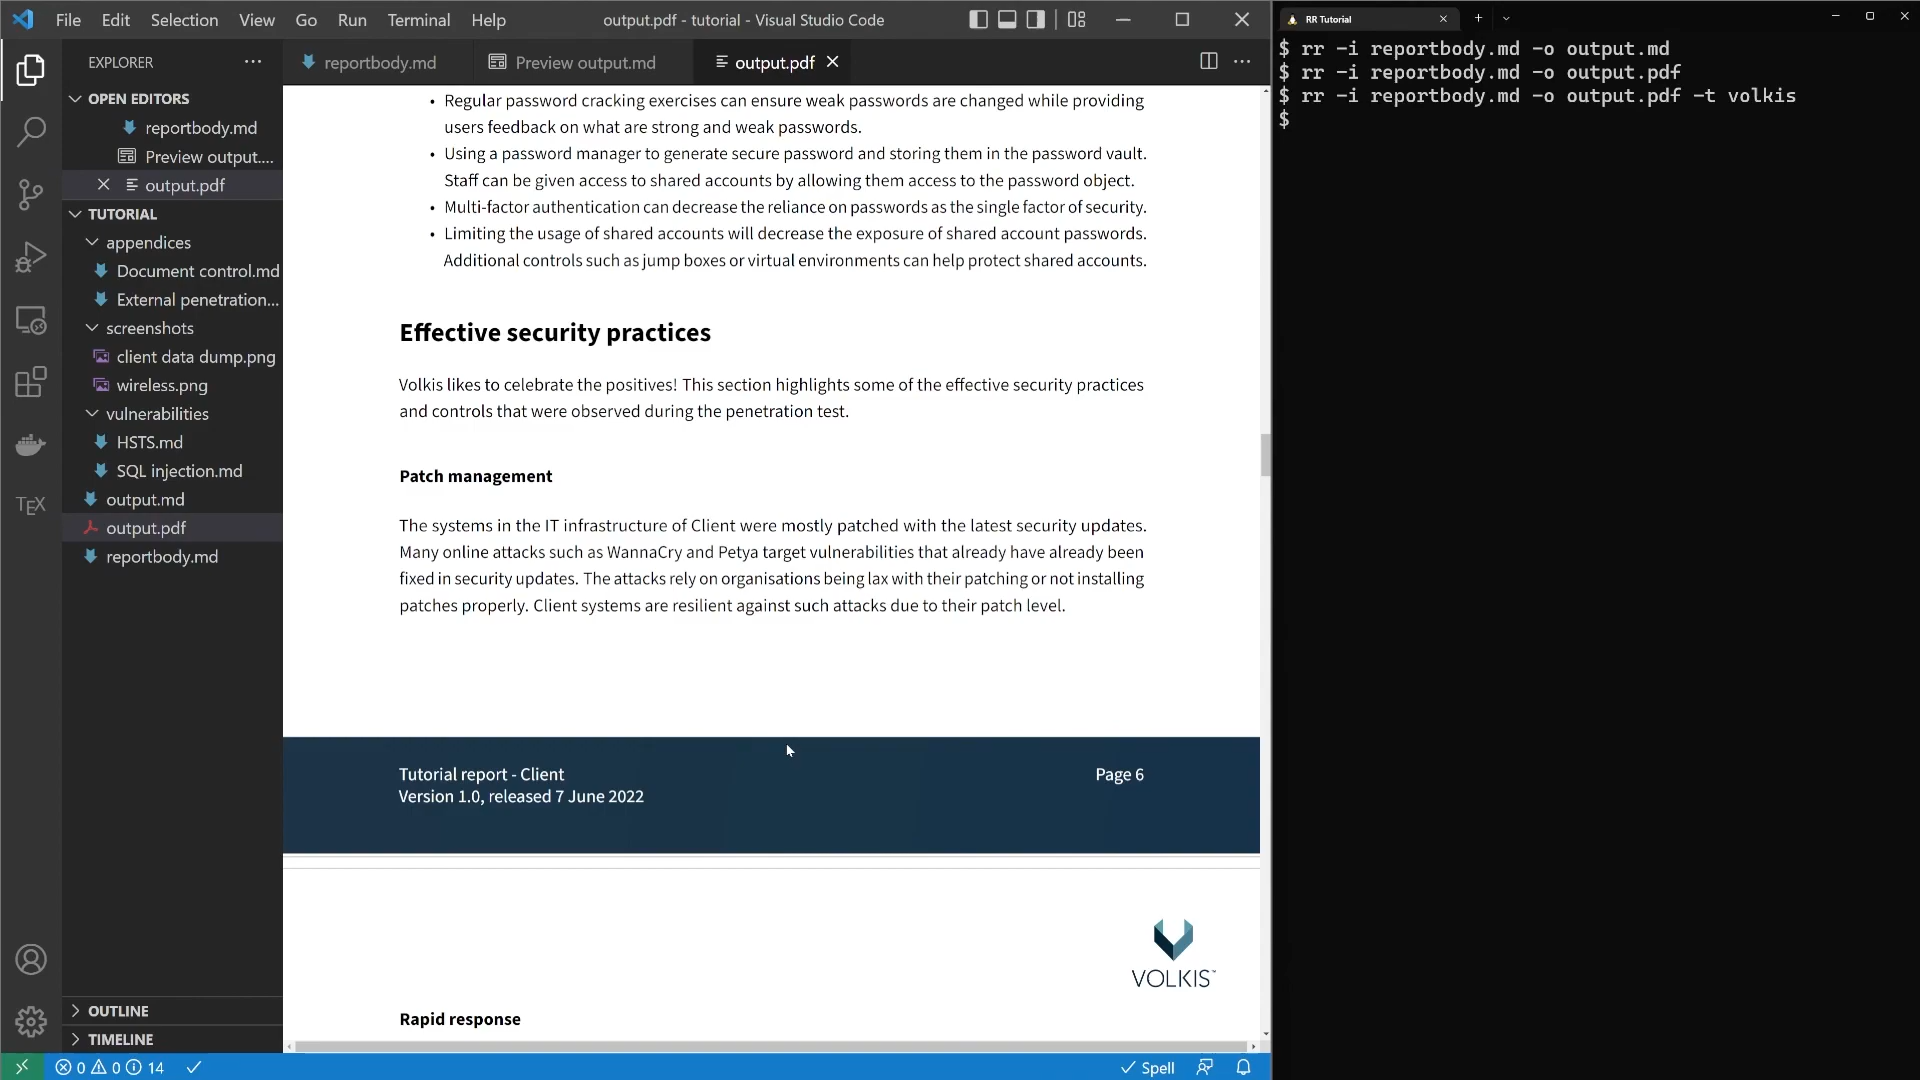 File Edit Selection View Go Run Terminal Help
output.pdf - tutorial - Visual Studio Code
EXPLORER
OPEN EDITORS
reportbody.md
Preview output....
output.pdf
TUTORIAL
appendices
Document control.md
External penetration...
screenshots
client data dump.png
wireless.png
vulnerabilities
HSTS.md
SQL injection.md
output.md
output.pdf
reportbody.md
OUTLINE
TIMELINE
TEX
reportbody.md
Preview output.md
output.pdf
• Regular password cracking exercises can ensure weak passwords are changed while providing
users feedback on what are strong and weak passwords.
• Using a password manager to generate secure password and storing them in the password vault.
Staff can be given access to shared accounts by allowing them access to the password object.
• Multi-factor authentication can decrease the reliance on passwords as the single factor of security.
• Limiting the usage of shared accounts will decrease the exposure of shared account passwords.
Additional controls such as jump boxes or virtual environments can help protect shared accounts.
Effective security practices
Volkis likes to celebrate the positives! This section highlights some of the effective security practices
and controls that were observed during the penetration test.
Patch management
The systems in the IT infrastructure of Client were mostly patched with the latest security updates.
Many online attacks such as WannaCry and Petya target vulnerabilities that already have already been
fixed in security updates. The attacks rely on organisations being lax with their patching or not installing
patches properly. Client systems are resilient against such attacks due to their patch level.
Tutorial report - Client
Version 1.0, released 7 June 2022
Page 6
VOLKIS™
Rapid response
0 0 14
Spell
RR Tutorial
$ rr -i reportbody.md -o output.md
$ rr -i reportbody.md -o output.pdf
$ rr -i reportbody.md -o output.pdf -t volkis
$